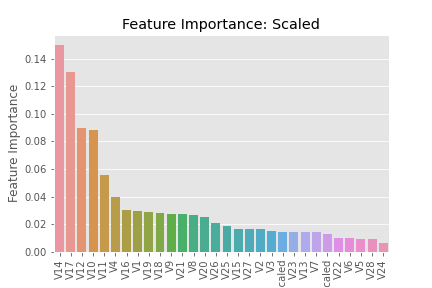 Feature Importance: Scaled
Feature Importance
0.14
0.12
0.10
0.08
0.06
0.04
0.02
0.00
V14
V17
V12
V10
V11
V4
V16
V1
V19
V18
V9
V21
V8
V20
V26
V25
V15
V27
V2
V3
scaled
V23
V13
V7
scaled
V22
V6
V5
V28
V24